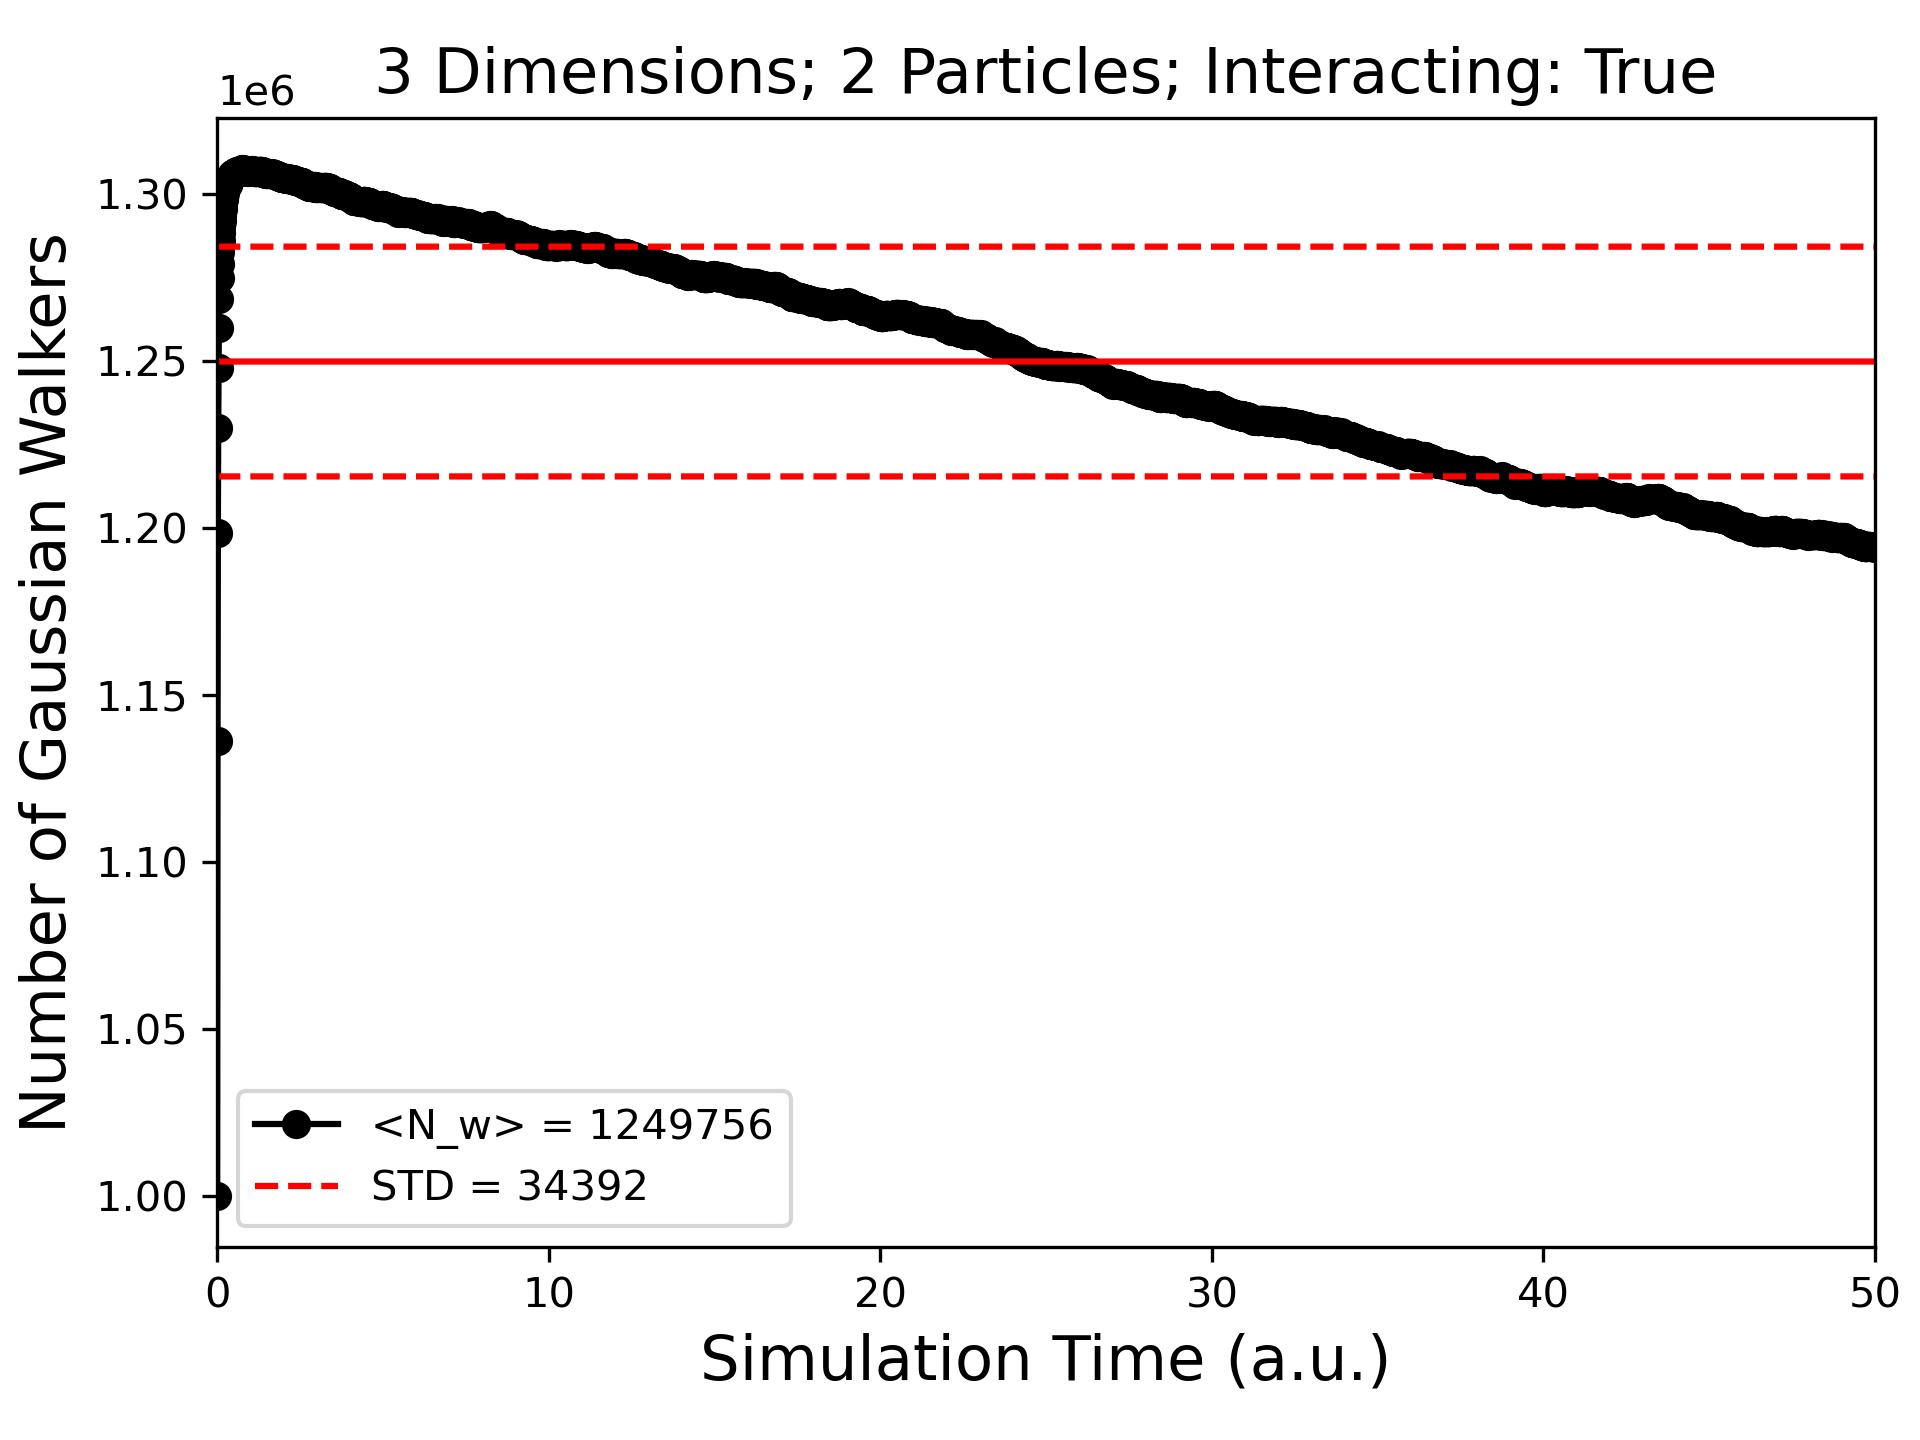 3 Dimensions; 2 Particles; Interacting: True
1e6
Number of Gaussian Walkers
1.30
1.25
1.20
1.15
1.10
1.05
1.00
<N_w> = 1249756
STD = 34392
0 10 20 30 40 50
Simulation Time (a.u.)